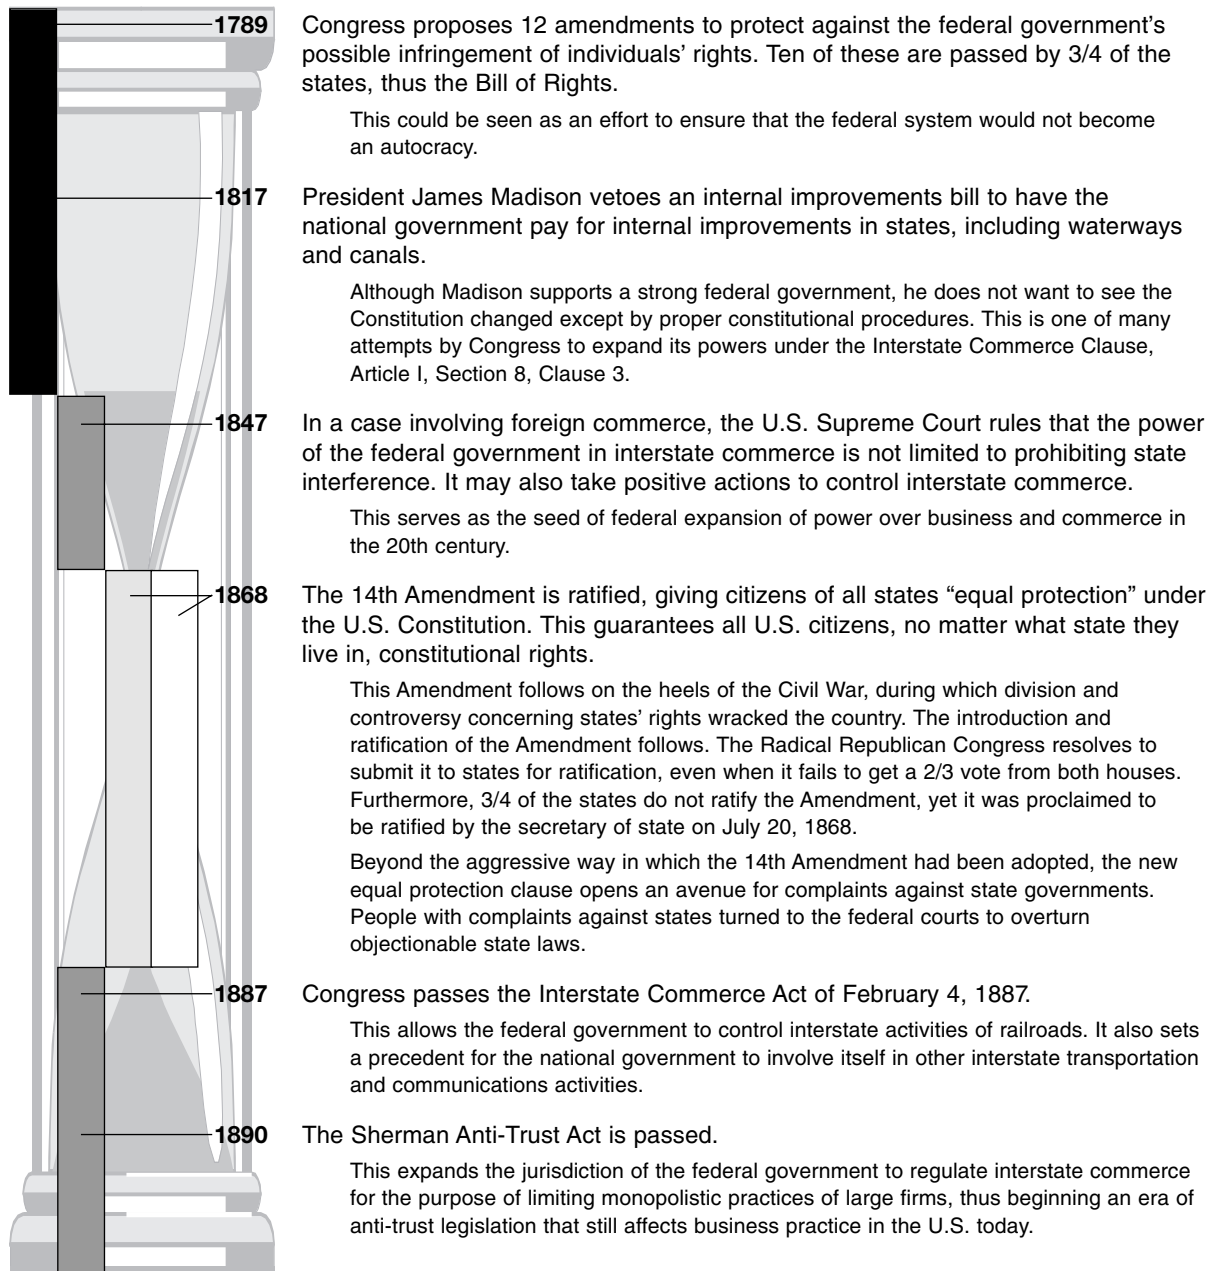 1789 Congress proposes 12 amendments to protect against the federal government’s
possible infringement of individuals’ rights. Ten of these are passed by 3/4 of the
states, thus the Bill of Rights.
This could be seen as an effort to ensure that the federal system would not become
an autocracy.
1817 President James Madison vetoes an internal improvements bill to have the
national government pay for internal improvements in states, including waterways
and canals.
Although Madison supports a strong federal government, he does not want to see the
Constitution changed except by proper constitutional procedures. This is one of many
attempts by Congress to expand its powers under the Interstate Commerce Clause,
Article I, Section 8, Clause 3.
1847 In a case involving foreign commerce, the U.S. Supreme Court rules that the power
of the federal government in interstate commerce is not limited to prohibiting state
interference. It may also take positive actions to control interstate commerce.
This serves as the seed of federal expansion of power over business and commerce in
the 20th century.
1868 The 14th Amendment is ratified, giving citizens of all states “equal protection” under
the U.S. Constitution. This guarantees all U.S. citizens, no matter what state they
live in, constitutional rights.
This Amendment follows on the heels of the Civil War, during which division and
controversy concerning states’ rights wracked the country. The introduction and
ratification of the Amendment follows. The Radical Republican Congress resolves to
submit it to states for ratification, even when it fails to get a 2/3 vote from both houses.
Furthermore, 3/4 of the states do not ratify the Amendment, yet it was proclaimed to
be ratified by the secretary of state on July 20, 1868.
Beyond the aggressive way in which the 14th Amendment had been adopted, the new
equal protection clause opens an avenue for complaints against state governments.
People with complaints against states turned to the federal courts to overturn
objectionable state laws.
1887 Congress passes the Interstate Commerce Act of February 4, 1887.
This allows the federal government to control interstate activities of railroads. It also sets
a precedent for the national government to involve itself in other interstate transportation
and communications activities.
1890 The Sherman Anti-Trust Act is passed.
This expands the jurisdiction of the federal government to regulate interstate commerce
for the purpose of limiting monopolistic practices of large firms, thus beginning an era of
anti-trust legislation that still affects business practice in the U.S. today.